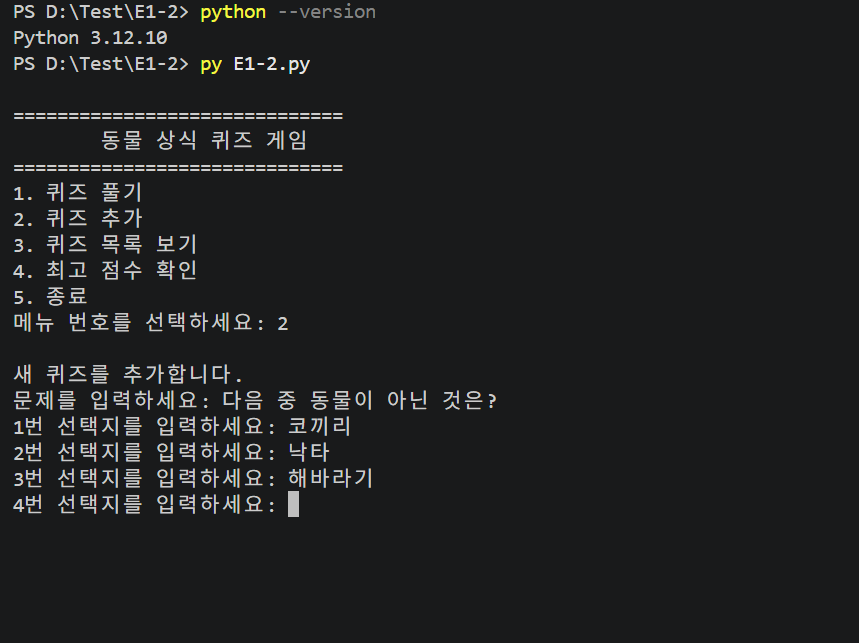 PS D:\Test\E1-2> python --version
Python 3.12.10
PS D:\Test\E1-2> py E1-2.py
==============================
동물 상식 퀴즈 게임
==============================
1. 퀴즈 풀기
2. 퀴즈 추가
3. 퀴즈 목록 보기
4. 최고 점수 확인
5. 종료
메뉴 번호를 선택하세요: 2
새 퀴즈를 추가합니다.
문제를 입력하세요: 다음 중 동물이 아닌 것은?
1번 선택지를 입력하세요: 코끼리
2번 선택지를 입력하세요: 낙타
3번 선택지를 입력하세요: 해바라기
4번 선택지를 입력하세요: